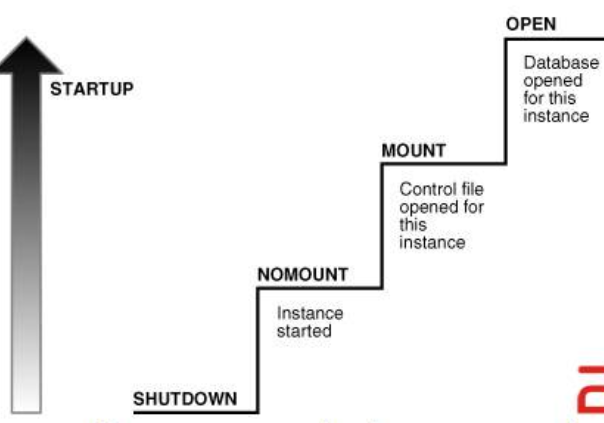 OPEN
Database
opened
for this
instance
STARTUP
MOUNT
Control file
opened for
this
instance
NOMOUNT
Instance
started
SHUTDOWN